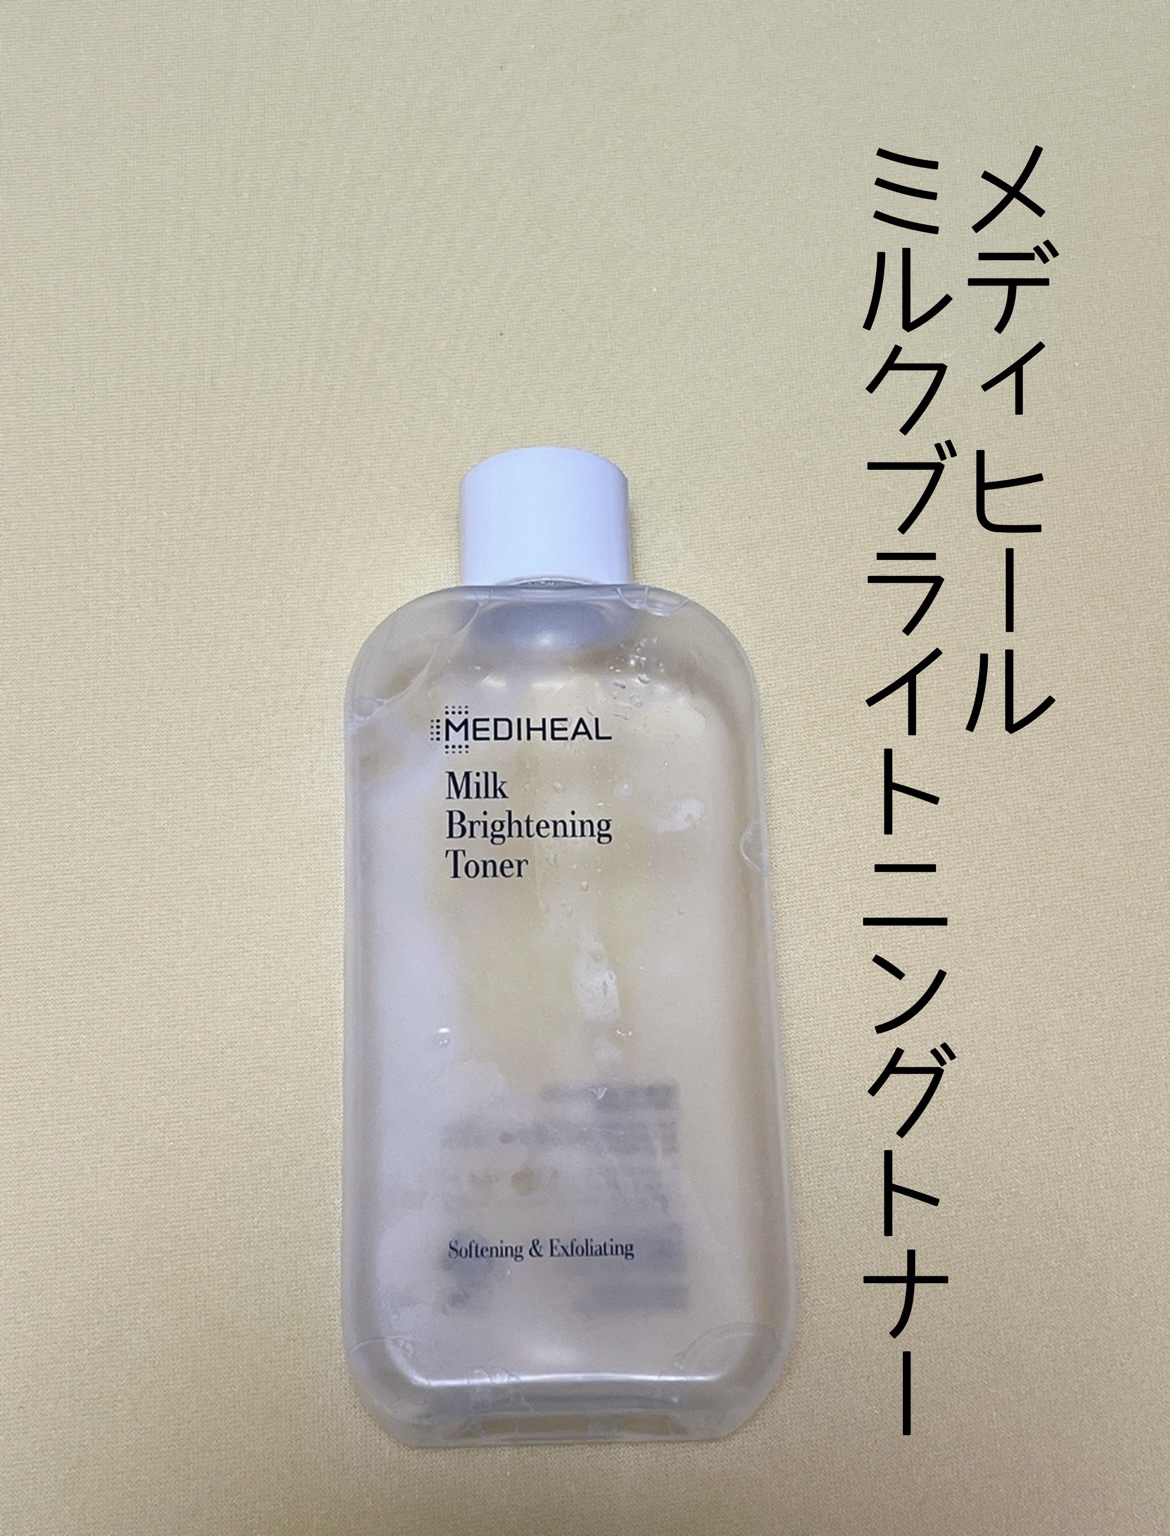 メディヒール
ミルクブライトニングトナー
MEDIHEAL
Milk
Brightening
Toner
Softening & Exfoliating